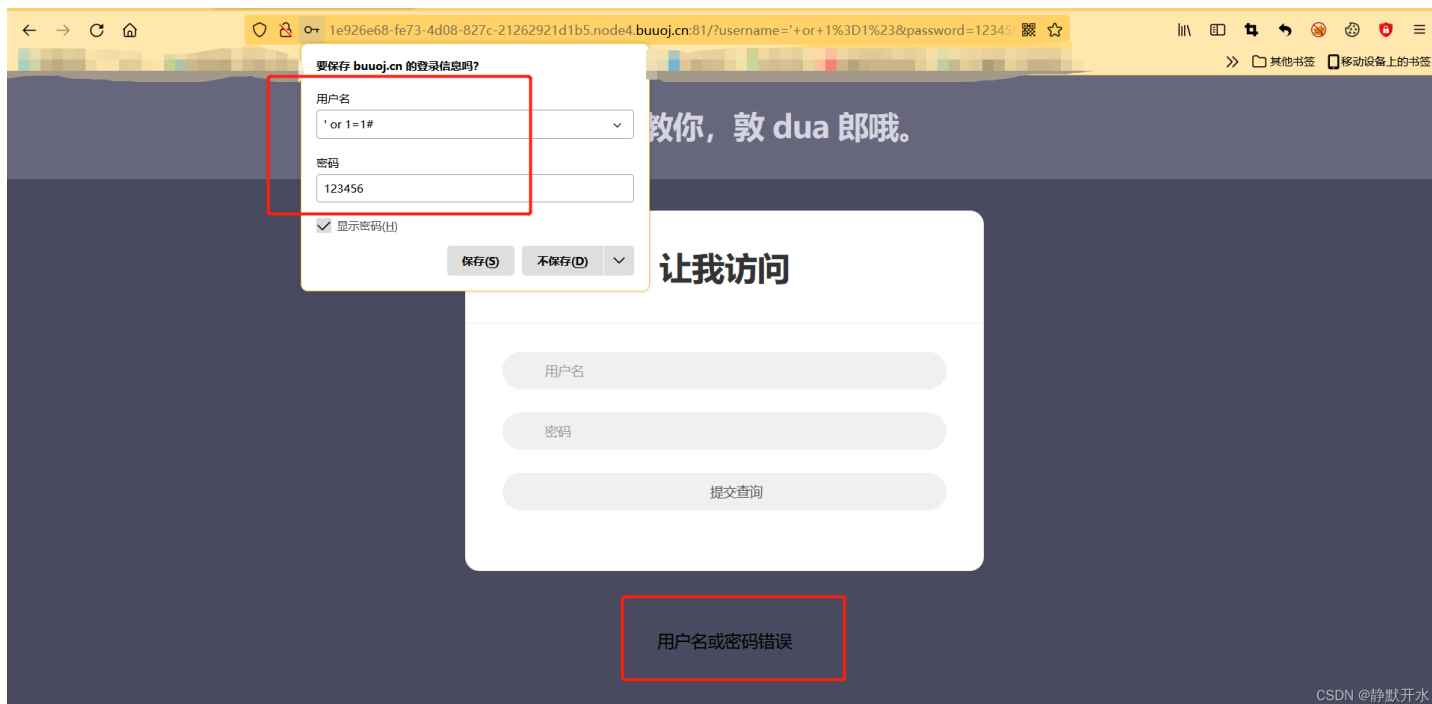 1e926e68-fe73-4d08-827c-21262921d1b5.node4.buuoj.cn:81/?username='+or+1%3D1%23&password=12345
其他书签
移动设备上的书签
要保存 buuoj.cn 的登录信息吗?
用户名
' or 1=1#
密码
123456
显示密码(H)
保存(S)
不保存(D)
教你，敦 dua 郎哦。
让我访问
用户名
密码
提交查询
用户名或密码错误
CSDN @静默开水